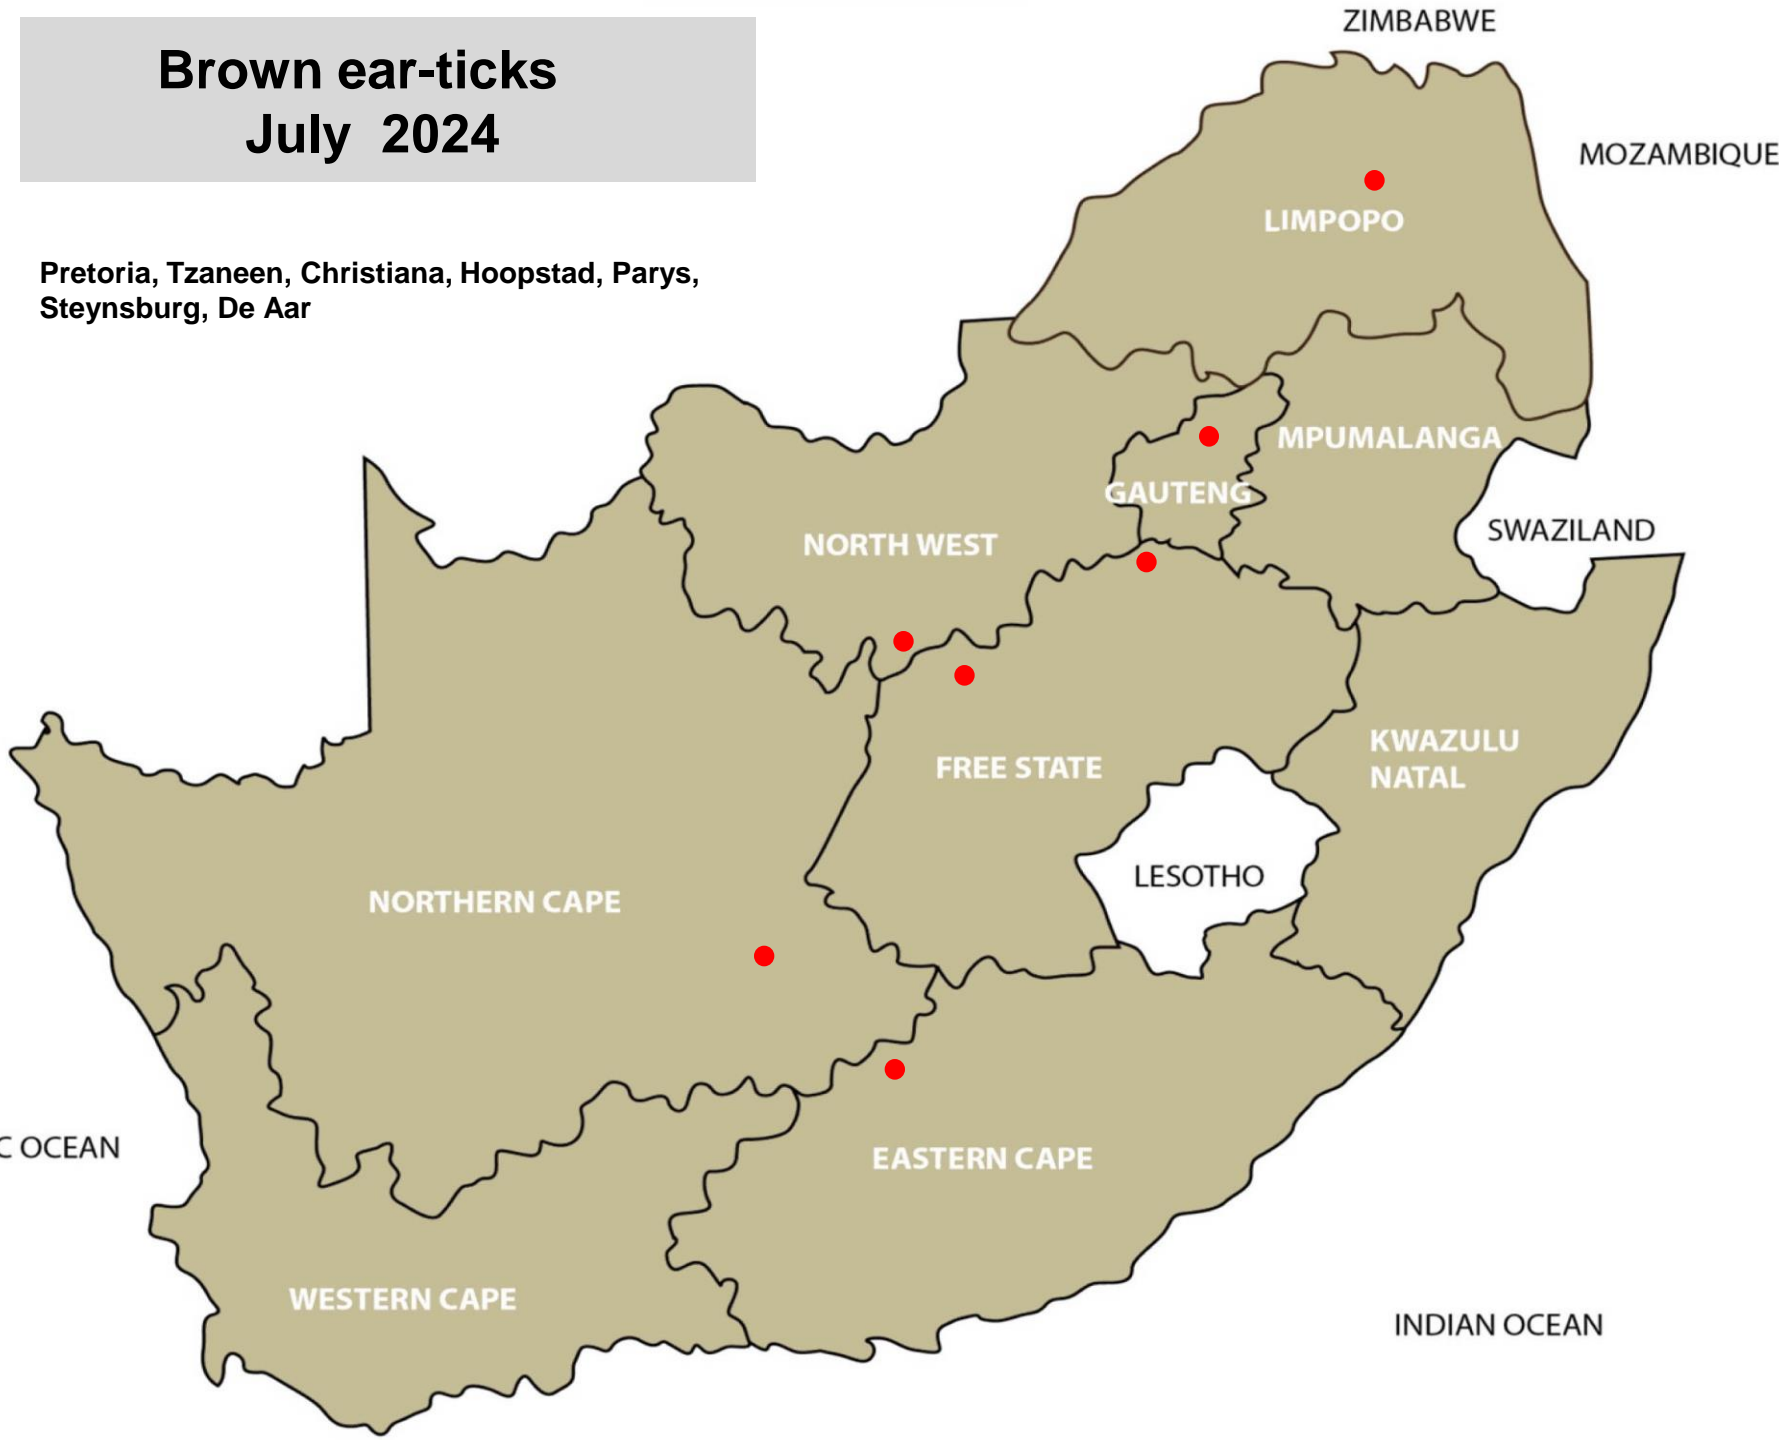 Brown ear-ticks
July 2024
Pretoria, Tzaneen, Christiana, Hoopstad, Parys,
Steynsburg, De Aar
ZIMBABWE
MOZAMBIQUE
LIMPOPO
MPUMALANGA
GAUTENG
SWAZILAND
NORTH WEST
KWAZULU
NATAL
FREE STATE
LESOTHO
NORTHERN CAPE
C OCEAN
EASTERN CAPE
WESTERN CAPE
INDIAN OCEAN